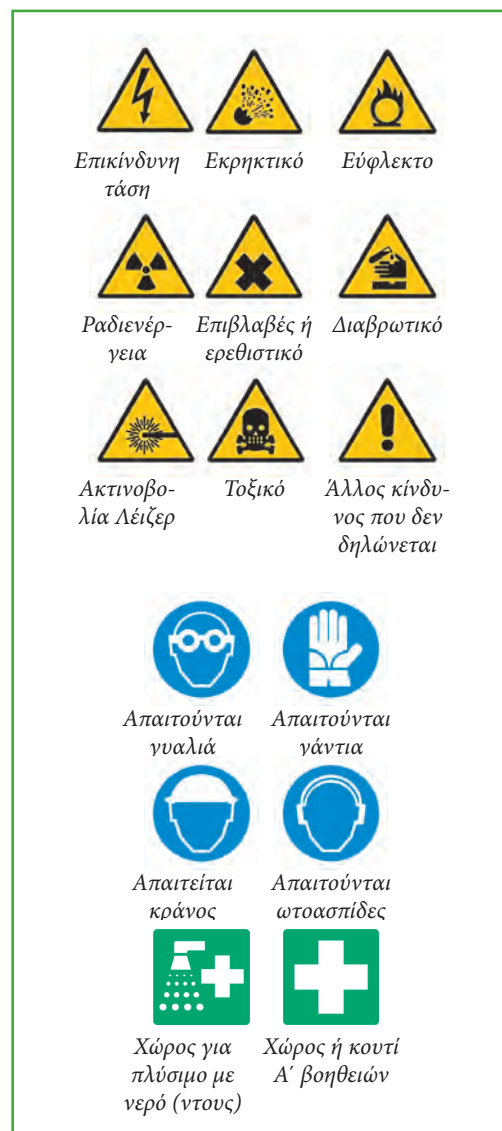 Επικίνδυνη τάση
Εκρηκτικό
Εύφλεκτο
Ραδιενέρ-
γεια
Επιβλαβές ή
ερεθιστικό
Διαβρωτικό
Ακτινοβο-
λία Λέιζερ
Τοξικό
Άλλος κίνδυ-
νος που δεν
δηλώνεται
Απαιτούνται
γυαλιά
Απαιτούνται
γάντια
Απαιτείται
κράνος
Απαιτούνται
ωτοασπίδες
Χώρος για
πλύσιμο με
νερό (ντους)
Χώρος ή κουτί
Α΄ βοηθειών